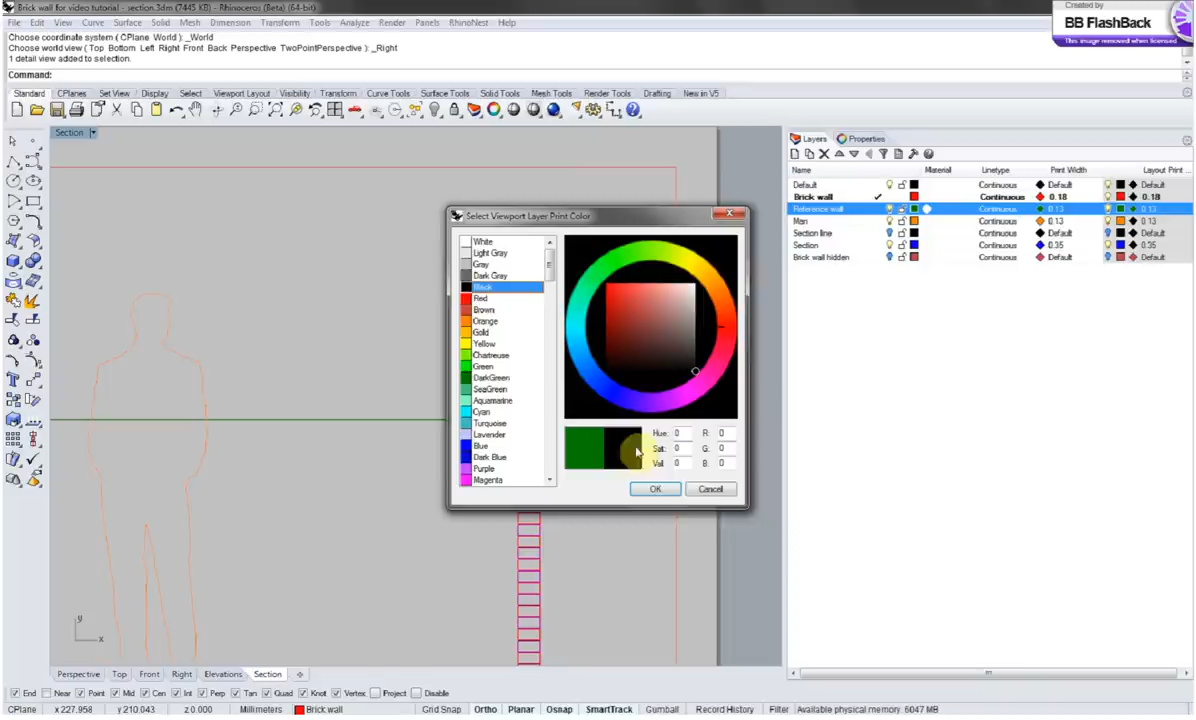 Brick wall for video tutorial - section.3dm (7445 KB) - Rhinoceros (Beta) (64-bit)
File Edit View Curve Surface Solid Mesh Dimension Transform Tools Analyze Render Panels RhinoNest Help
Created by
BB FlashBack
This image removed when licensed
Choose coordinate system ( CPlane World ): _World
Choose world view ( Top Bottom Left Right Front Back Perspective TwoPointPerspective ): _Right
1 detail view added to selection.
Command:
Standard CPlanes Set View Display Select Viewport Layout Visibility Transform Curve Tools Surface Tools Solid Tools Mesh Tools Render Tools Drafting New in V5
Section
Layers Properties
Name Material Linetype Print Width Layout Print ...
Default Continuous Default Default
Brick wall Continuous 0.18 0.18
Reference wall Continuous 0.13 0.13
Man Continuous 0.13 0.13
Section line Continuous Default Default
Section Continuous 0.35 0.35
Brick wall hidden Continuous Default Default
Select Viewport Layer Print Color
White
Light Gray
Gray
Dark Gray
Black
Red
Brown
Orange
Gold
Yellow
Chartreuse
Green
DarkGreen
SeaGreen
Aquamarine
Cyan
Turquoise
Lavender
Blue
Dark Blue
Purple
Magenta
Hue: 0 R: 0
Sat: 0 G: 0
Val: 0 B: 0
OK Cancel
y
x
Perspective Top Front Right Elevations Section
End Near Point Mid Cen Int Perp Tan Quad Knot Vertex Project Disable
CPlane x 227.958 y 210.043 z 0.000 Millimeters Brick wall Grid Snap Ortho Planar Osnap SmartTrack Gumball Record History Filter Available physical memory: 6047 MB